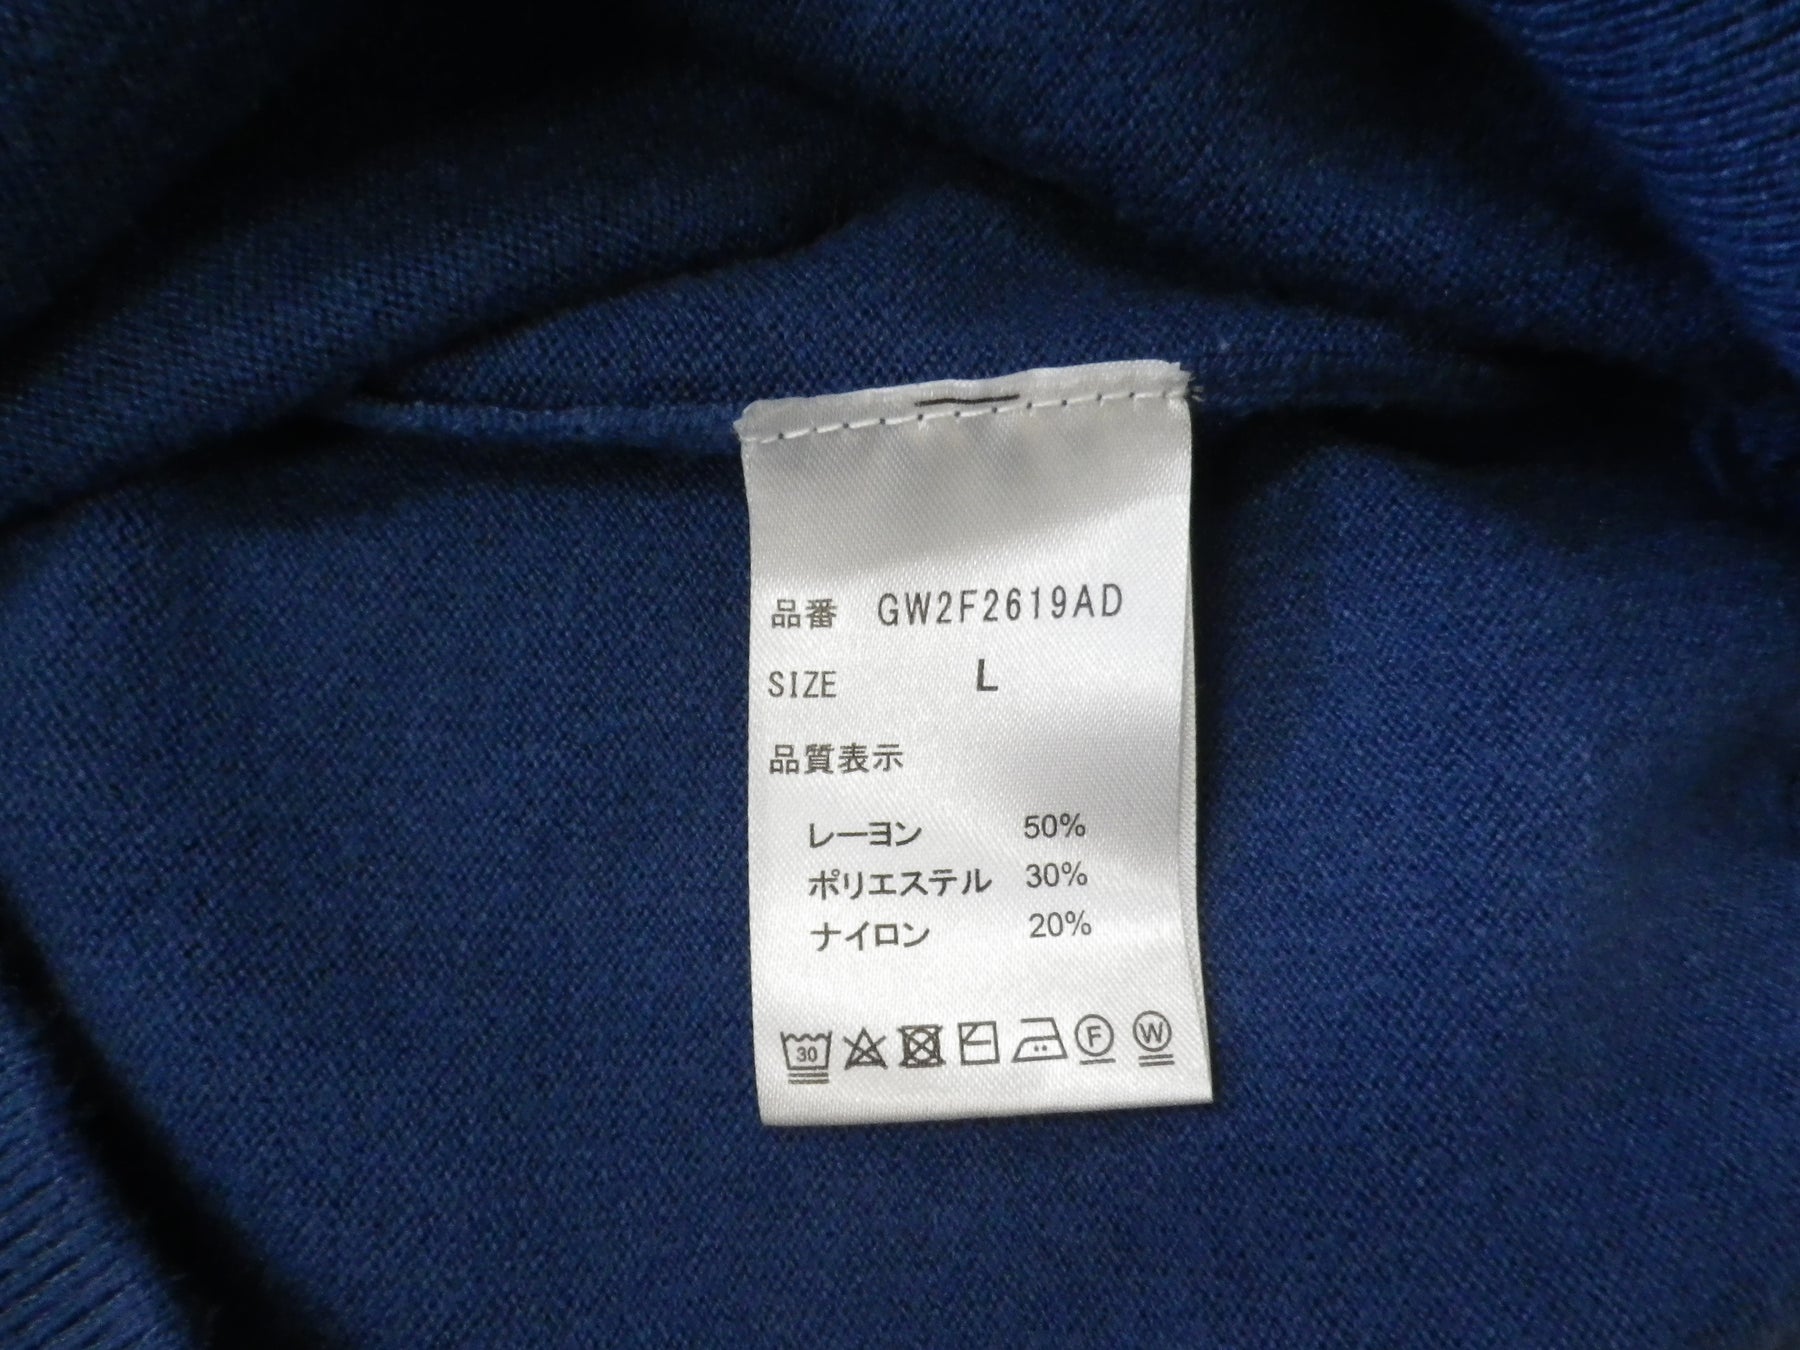 品番 GW2F2619AD
SIZE L
品質表示
レーヨン 50%
ポリエステル 30%
ナイロン 20%
30 F W